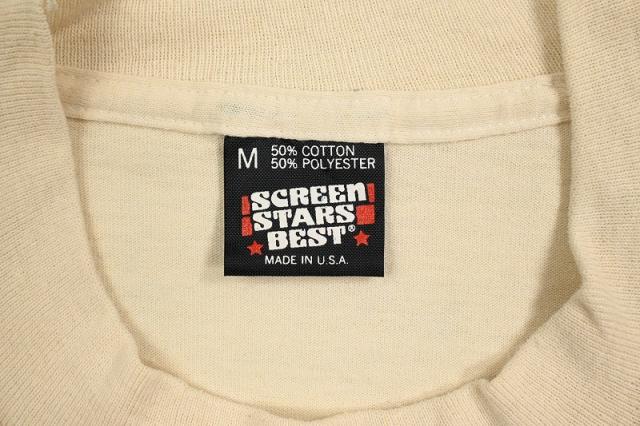 M 50% COTTON
50% POLYESTER
SCREEN
STARS
BEST®
MADE IN U.S.A.